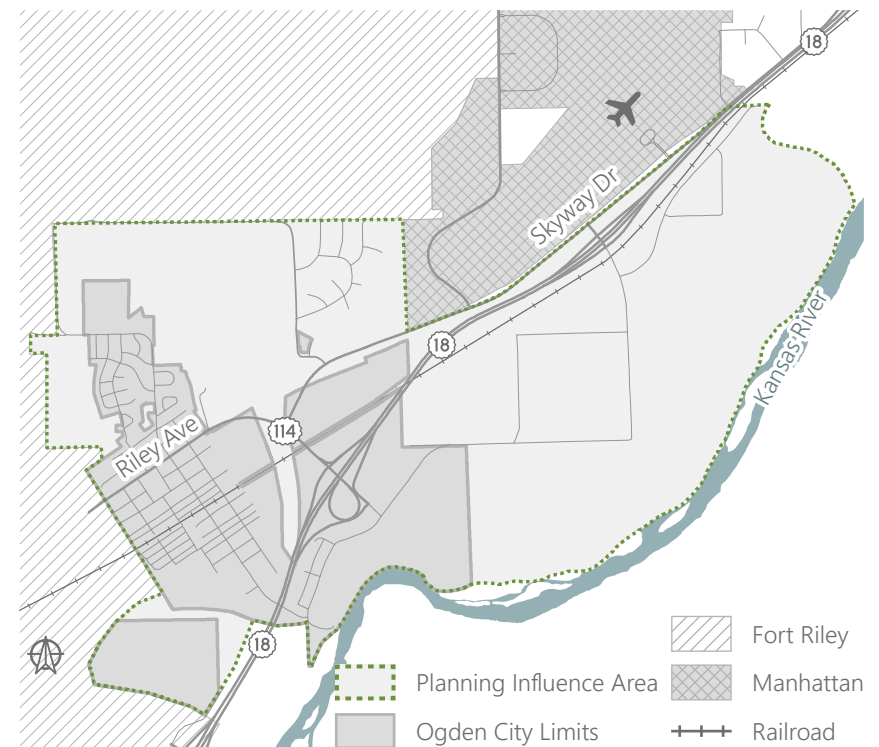 18
Skyway Dr
Kansas River
18
114
Riley Ave
18
Fort Riley
Planning Influence Area
Manhattan
Ogden City Limits
Railroad